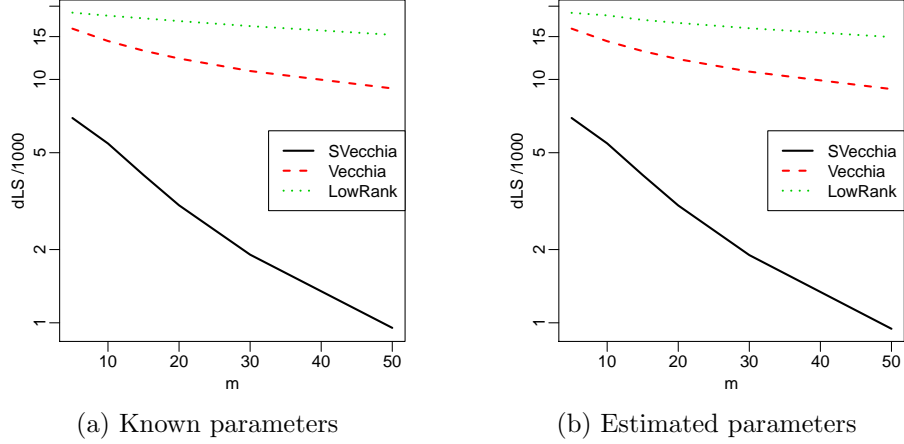 dLS /1000
15
10
5
2
1
SVecchia
Vecchia
LowRank
10 20 30 40 50
m
(a) Known parameters
dLS /1000
15
10
5
2
1
SVecchia
Vecchia
LowRank
10 20 30 40 50
m
(b) Estimated parameters